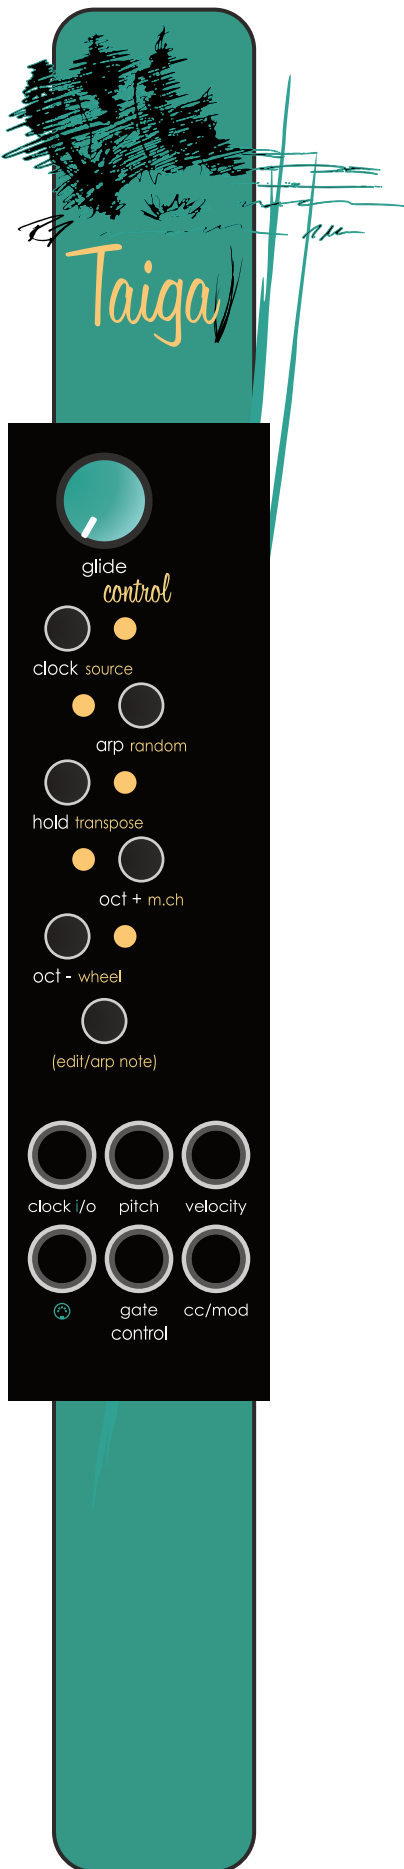 Taiga
glide
control
clock source
arp random
hold transpose
oct + m.ch
oct - wheel
(edit/arp note)
clock i/o pitch velocity
gate cc/mod
control